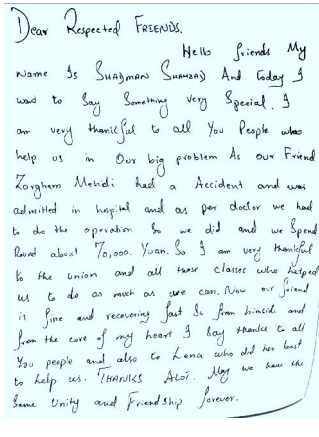 Dear Respected FRIENDS.
Hello friends My
Name Is SHADMAN SHAHZAD And today I
want to Say Something very Special. I
am very thankful to all You People who
help us in Our big problem As our Friend
Zorgham Mehidi had a Accident and was
admitted in hospital and as per doctor we had
to do the operation So we did and we Spend
Round about 70,000. Yuan. So I am very thankful
to the union and all those classes who helped
us to do as much as we can. Now our friend
is fine and recovering fast So from himside and
from the core of my heart I Say thanks to all
You people and also to Lena who did her best
to help us. THANKS ALOT. May we have the
Same Unity and Friendship forever.